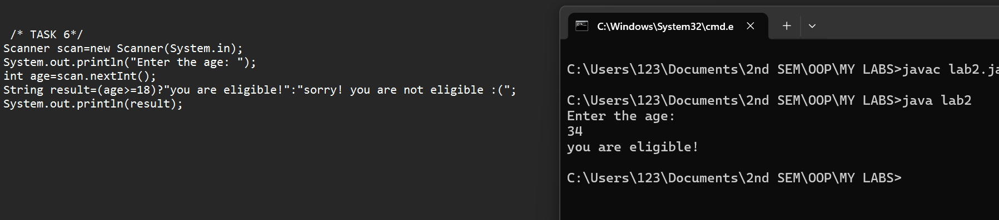 /* TASK 6*/
Scanner scan=new Scanner(System.in);
System.out.println("Enter the age: ");
int age=scan.nextInt();
String result=(age>=18)?"you are eligible!":"sorry! you are not eligible :(";
System.out.println(result);
C:\Windows\System32\cmd.e
C:\Users\123\Documents\2nd SEM\OOP\MY LABS>javac lab2.ja
C:\Users\123\Documents\2nd SEM\OOP\MY LABS>java lab2
Enter the age:
34
you are eligible!
C:\Users\123\Documents\2nd SEM\OOP\MY LABS>